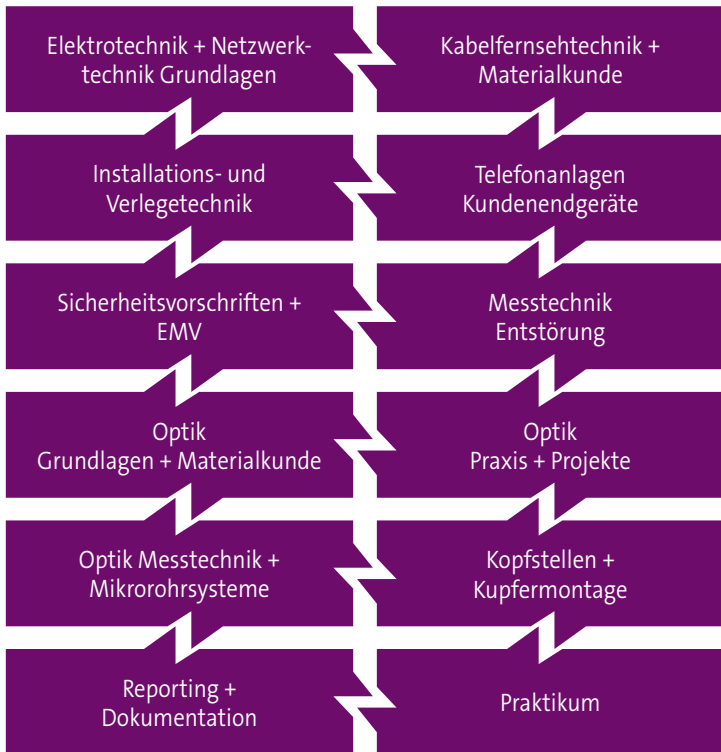 Elektrotechnik + Netzwerk-
technik Grundlagen
Kabelfernsehtechnik +
Materialkunde
Installations- und
Verlegetechnik
Telefonanlagen
Kundenendgeräte
Sicherheitsvorschriften +
EMV
Messtechnik
Entstörung
Optik
Grundlagen + Materialkunde
Optik
Praxis + Projekte
Optik Messtechnik +
Mikrorohrsysteme
Kopfstellen +
Kupfermontage
Reporting +
Dokumentation
Praktikum